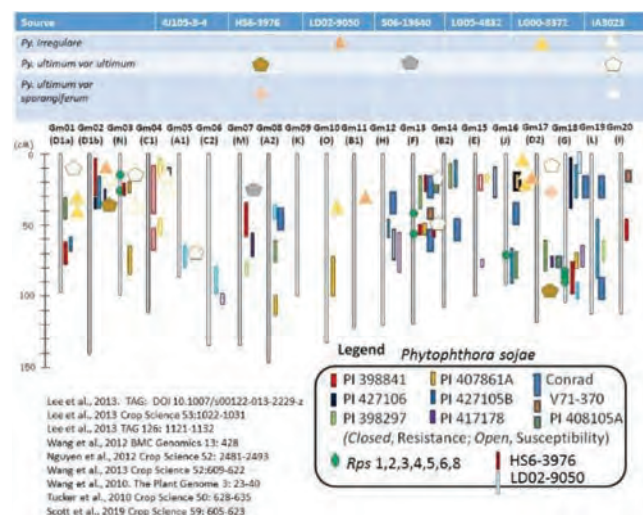 Source 4J105-3-4 HS6-3976 LD02-9050 S06-13640 LG05-4832 LG00-3372 IA3023
Py. irregulare
Py. ultimum var ultimum
Py. ultimum var
sporangiferum
Gm01 Gm02 Gm03 Gm04 Gm05 Gm06 Gm07 Gm08 Gm09 Gm10 Gm11 Gm12 Gm13 Gm14 Gm15 Gm16 Gm17 Gm18 Gm19 Gm20
(cM) (D1a) (D1b) (N) (C1) (A1) (C2) (M) (A2) (K) (O) (B1) (H) (F) (B2) (E) (J) (D2) (G) (L) (I)
0
50
100
150
Legend Phytophthora sojae
PI 398841 PI 407861A Conrad
PI 427106 PI 427105B V71-370
PI 398297 PI 417178 PI 408105A
(Closed, Resistance; Open, Susceptibility)
Rps 1,2,3,4,5,6,8 HS6-3976
LD02-9050
Lee et al., 2013. TAG: DOI 10.1007/s00122-013-2229-z
Lee et al., 2013 Crop Science 53:1022-1031
Lee et al., 2013 TAG 126: 1121-1132
Wang et al., 2012 BMC Genomics 13: 428
Nguyen et al., 2012 Crop Science 52: 2481-2493
Wang et al., 2013 Crop Science 52:609-622
Wang et al., 2010. The Plant Genome 3: 23-40
Tucker et al., 2010 Crop Science 50: 628-635
Scott et al., 2019 Crop Science 59: 605-623